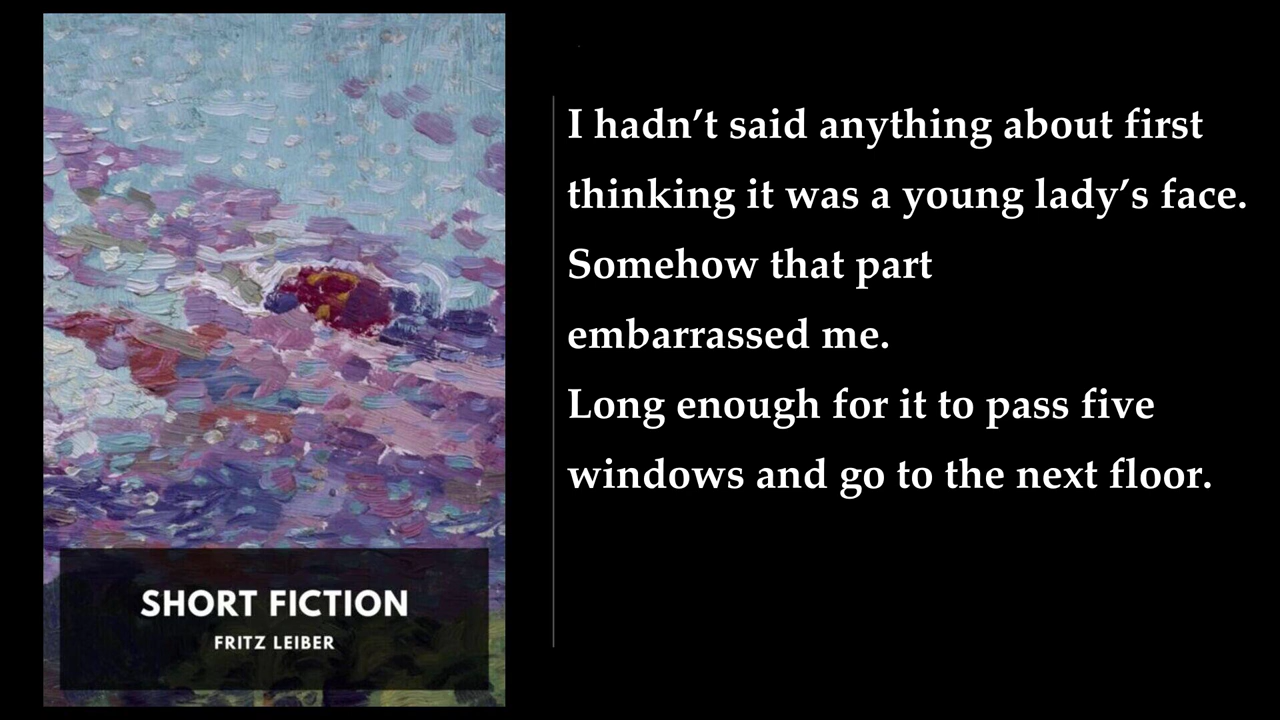 SHORT FICTION
FRITZ LEIBER
I hadn’t said anything about first
thinking it was a young lady’s face.
Somehow that part
embarrassed me.
Long enough for it to pass five
windows and go to the next floor.